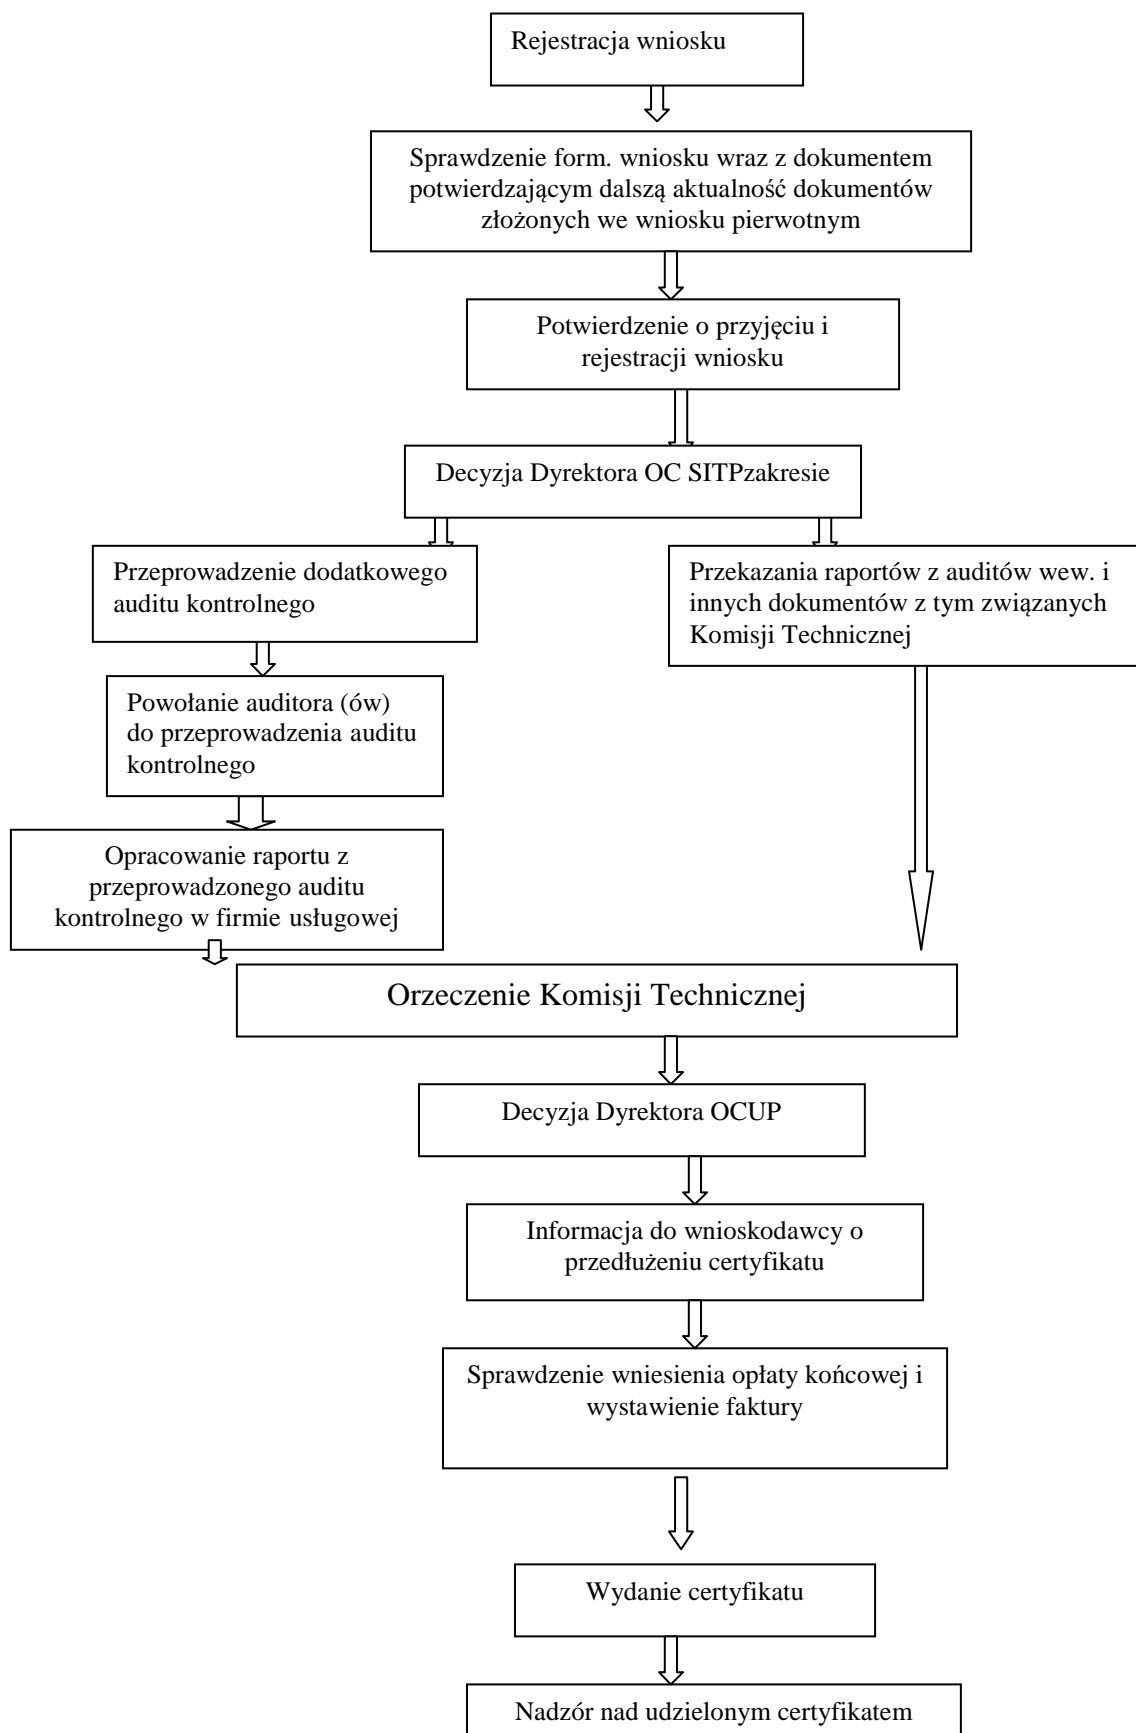 Rejestracja wniosku
Sprawdzenie form. wniosku wraz z dokumentem
potwierdzającym dalszą aktualność dokumentów
złożonych we wniosku pierwotnym
Potwierdzenie o przyjęciu i
rejestracji wniosku
Decyzja Dyrektora OC SITPzakresie
Przeprowadzenie dodatkowego
auditu kontrolnego
Przekazania raportów z auditów wew. i
innych dokumentów z tym związanych
Komisji Technicznej
Powołanie auditora (ów)
do przeprowadzenia auditu
kontrolnego
Opracowanie raportu z
przeprowadzonego auditu
kontrolnego w firmie usługowej
Orzeczenie Komisji Technicznej
Decyzja Dyrektora OCUP
Informacja do wnioskodawcy o
przedłużeniu certyfikatu
Sprawdzenie wniesienia opłaty końcowej i
wystawienie faktury
Wydanie certyfikatu
Nadzór nad udzielonym certyfikatem